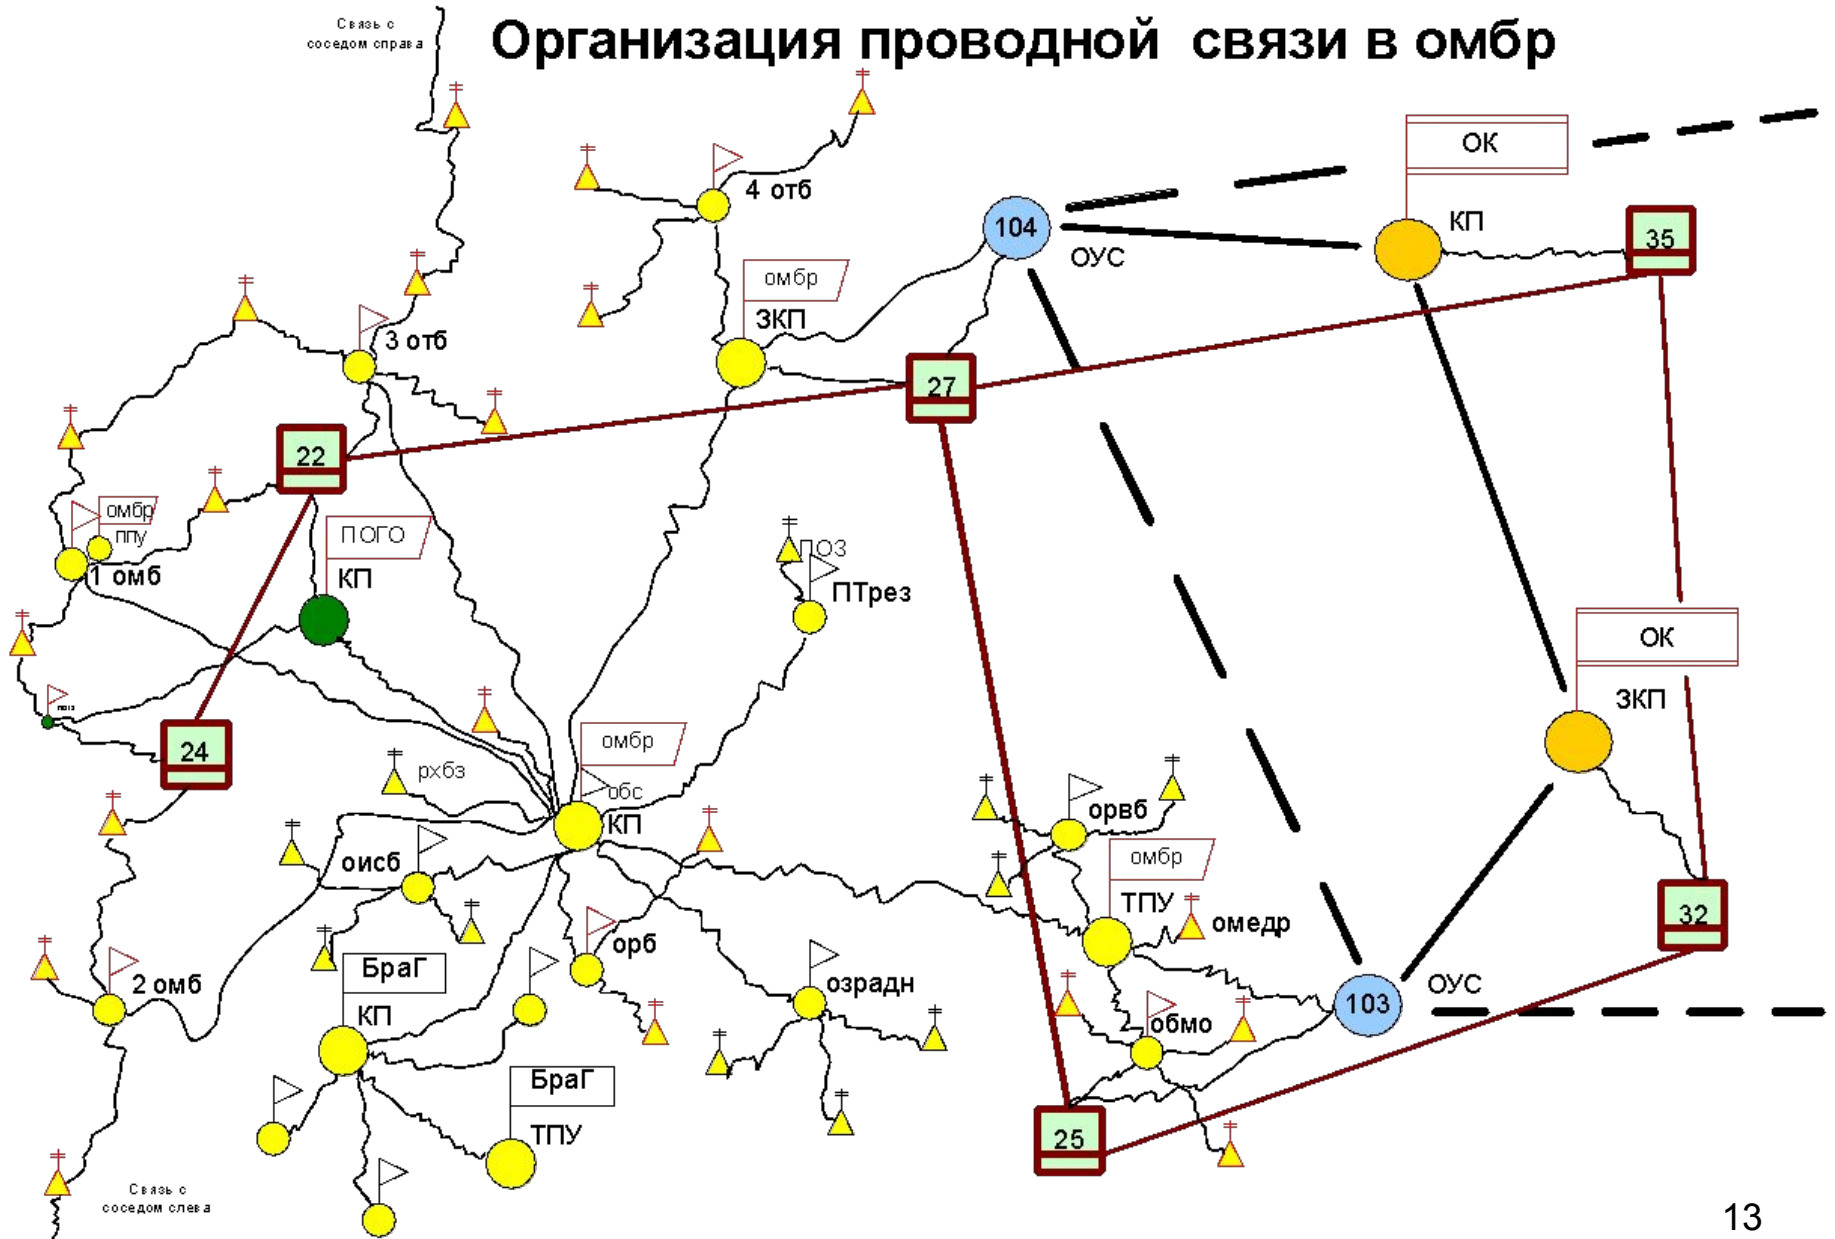 Связь с
соседом справа
Организация проводной связи в омбр
ОК
КП
35
104
ОУС
4 отб
омбр
ЗКП
27
3 отб
22
омбр
ппу
1 омб
ПОГО
КП
ПОЗ
ПТрез
ОК
ЗКП
24
омбр
обс
КП
рхбз
оисб
орвб
омбр
ТПУ
омедр
32
орб
озрадн
2 омб
БраГ
КП
103
ОУС
обмо
БраГ
ТПУ
25
Связь с
соседом слева
13